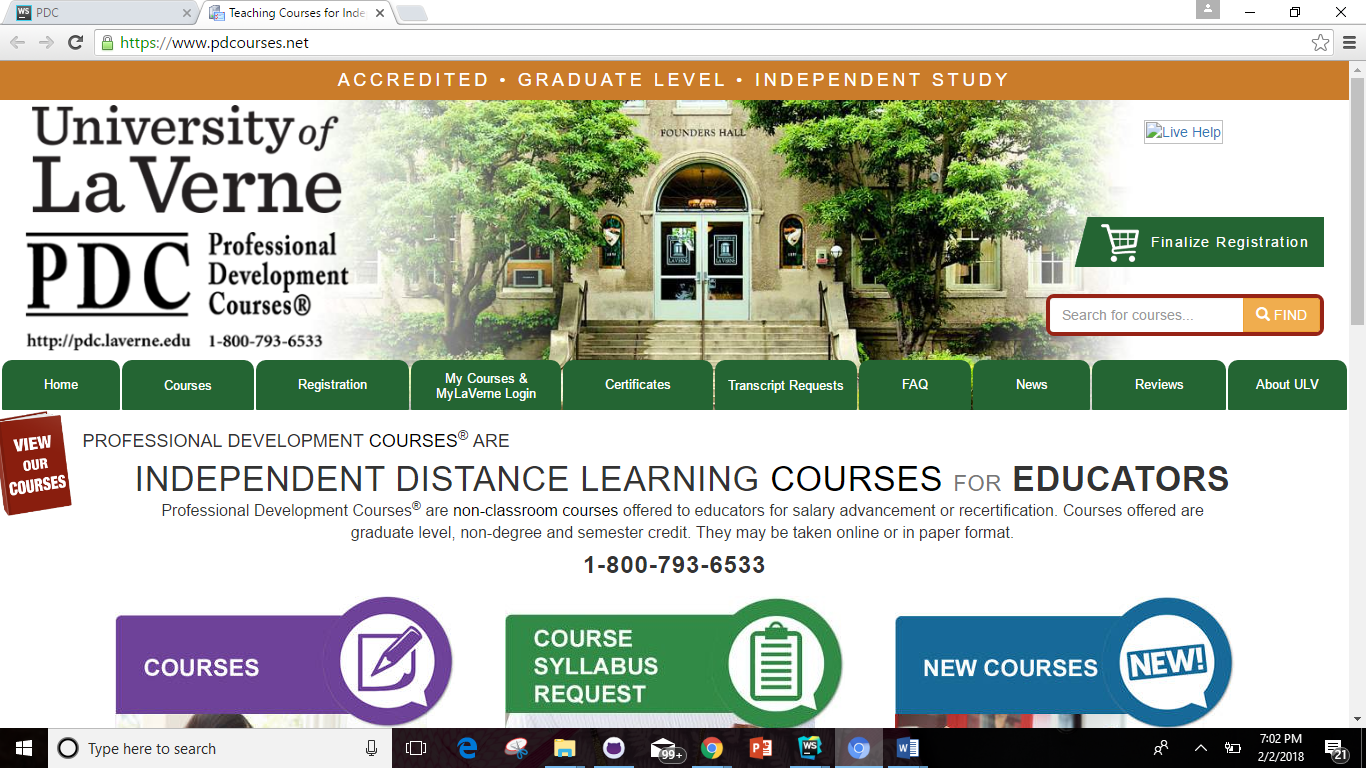 PDC
Teaching Courses for Inde
https://www.pdcourses.net
ACCREDITED • GRADUATE LEVEL • INDEPENDENT STUDY
University of
La Verne
PDC
Professional
Development
Courses®
http://pdc.laverne.edu 1-800-793-6533
FOUNDERS HALL
Live Help
Finalize Registration
Search for courses...
FIND
Home
Courses
Registration
My Courses &
MyLaVerne Login
Certificates
Transcript Requests
FAQ
News
Reviews
About ULV
VIEW
OUR
COURSES
PROFESSIONAL DEVELOPMENT COURSES® ARE
INDEPENDENT DISTANCE LEARNING COURSES FOR EDUCATORS
Professional Development Courses® are non-classroom courses offered to educators for salary advancement or recertification. Courses offered are
graduate level, non-degree and semester credit. They may be taken online or in paper format.
1-800-793-6533
COURSES
COURSE
SYLLABUS
REQUEST
NEW COURSES
NEW!
Type here to search
99+
7:02 PM
2/2/2018
21